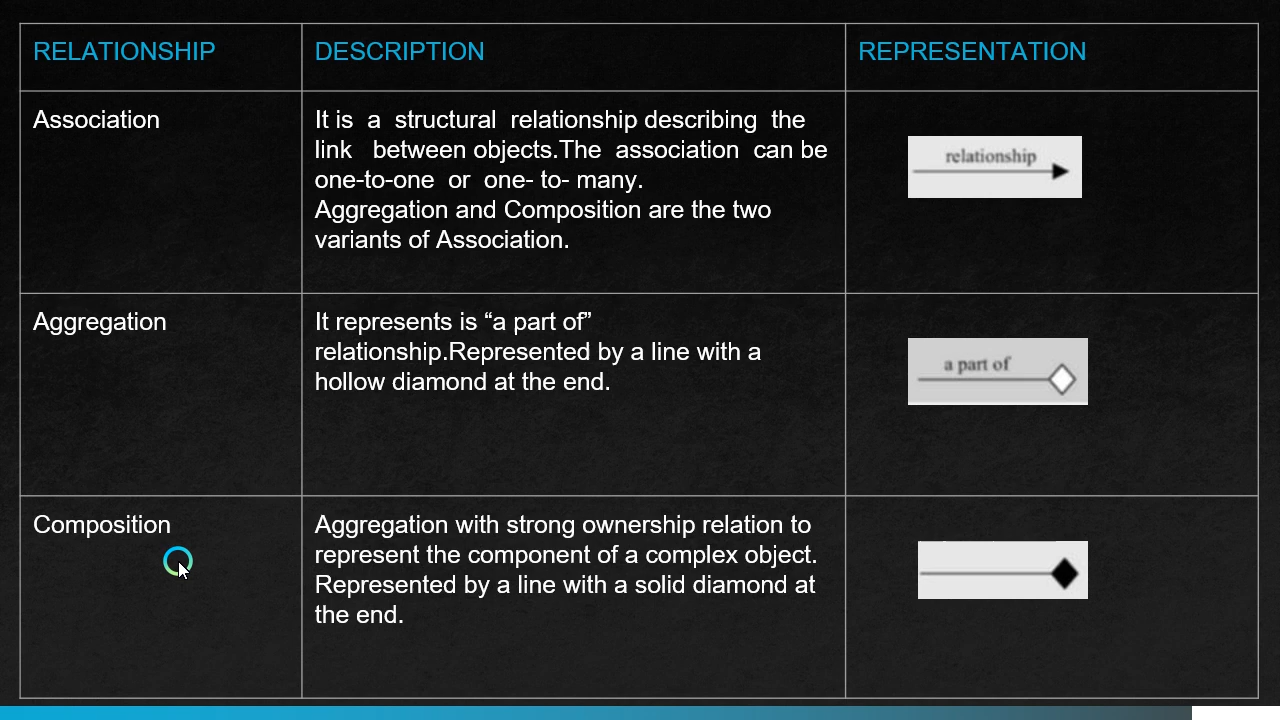 RELATIONSHIP
DESCRIPTION
REPRESENTATION
Association
It is a structural relationship describing the
link between objects.The association can be
one-to-one or one- to- many.
Aggregation and Composition are the two
variants of Association.
relationship
Aggregation
It represents is “a part of”
relationship.Represented by a line with a
hollow diamond at the end.
a part of
Composition
Aggregation with strong ownership relation to
represent the component of a complex object.
Represented by a line with a solid diamond at
the end.